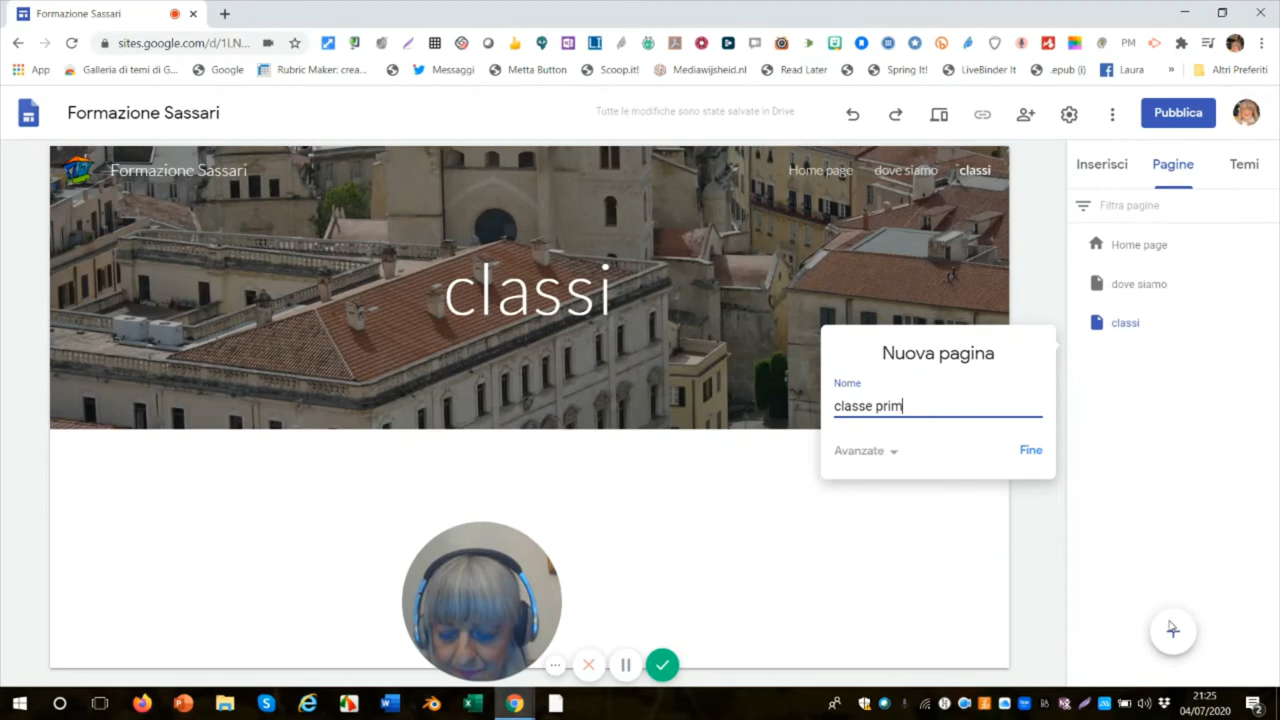 Formazione Sassari
sites.google.com/d/1LN...
PM
App
Galleria di temi di G...
Google
Rubric Maker: crea...
Messaggi
Metta Button
Scoop.it!
Mediawijsheid.nl
Read Later
Spring It!
LiveBinder It
.epub (i)
Laura
»
Altri Preferiti
Formazione Sassari
Tutte le modifiche sono state salvate in Drive
Pubblica
Inserisci
Pagine
Temi
Formazione Sassari
Home page
dove siamo
classi
Filtra pagine
Home page
dove siamo
classi
classi
Nuova pagina
Nome
classe prim
Avanzate
Fine
21:25
04/07/2020
2